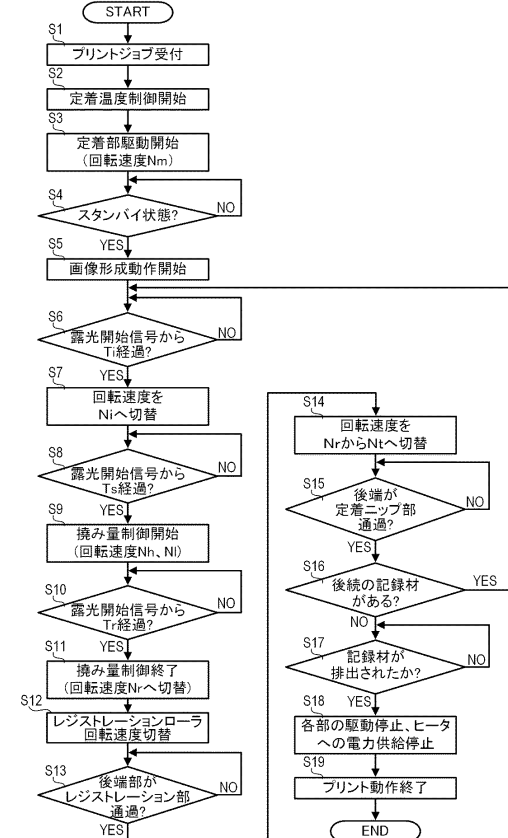 START
S1
プリントジョブ受付
S2
定着温度制御開始
S3
定着部駆動開始
(回転速度Nm)
S4
スタンバイ状態?
NO
YES
S5
画像形成動作開始
S6
露光開始信号から
Ti経過?
NO
YES
S7
回転速度を
Niへ切替
S8
露光開始信号から
Ts経過?
NO
YES
S9
撓み量制御開始
(回転速度Nh、Nl)
S10
露光開始信号から
Tr経過?
NO
YES
S11
撓み量制御終了
(回転速度Nrへ切替)
S12
レジストレーションローラ
回転速度切替
S13
後端部が
レジストレーション部
通過?
NO
YES
S14
回転速度を
NrからNtへ切替
S15
後端が
定着ニップ部
通過?
NO
YES
S16
後続の記録材
がある?
YES
NO
S17
記録材が
排出されたか?
NO
YES
S18
各部の駆動停止、ヒータ
への電力供給停止
S19
プリント動作終了
END